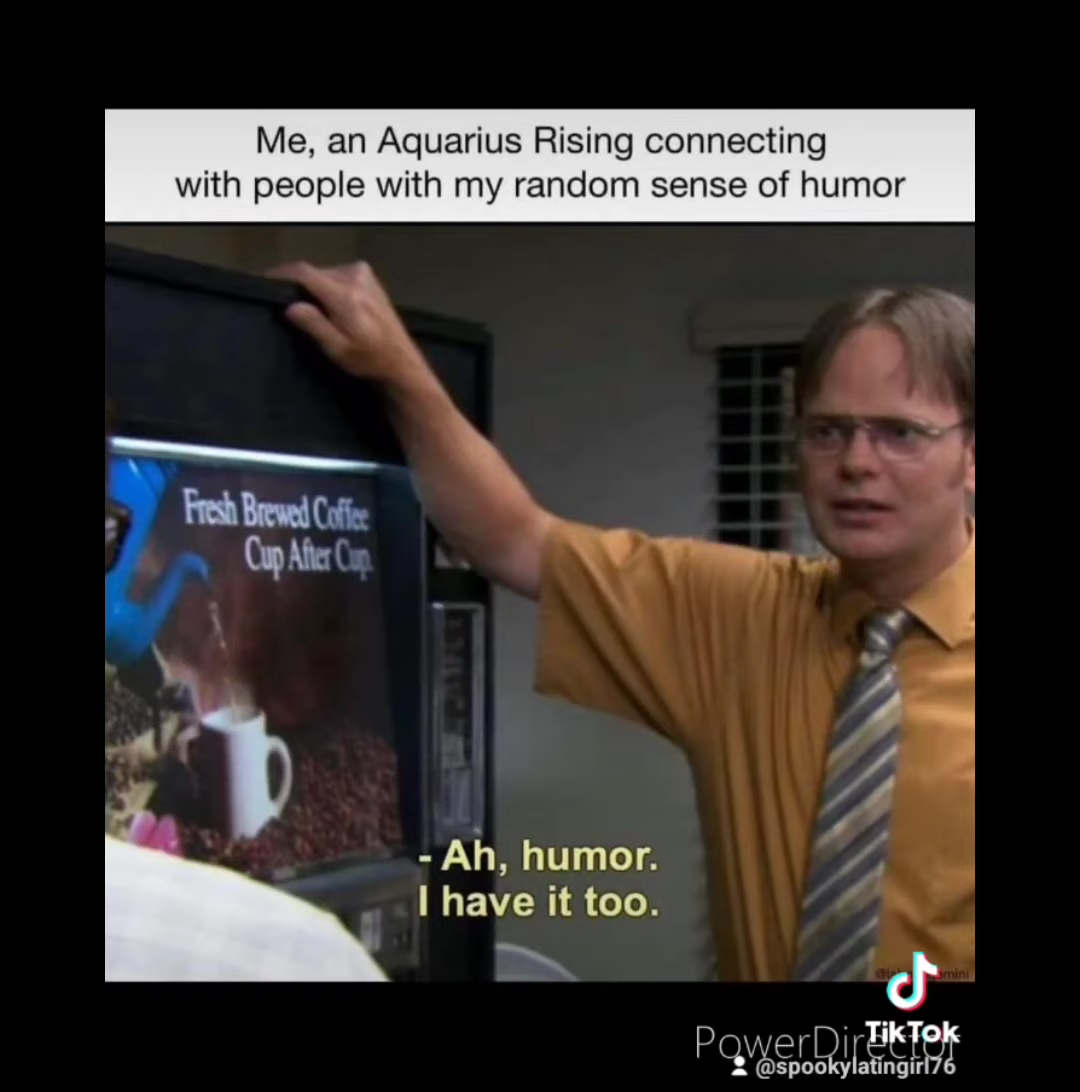 Me, an Aquarius Rising connecting
with people with my random sense of humor
Fresh Brewed Coffee
Cup After Cup.
- Ah, humor.
I have it too.
TikTok
PowerDirector
@spookylatingirl76